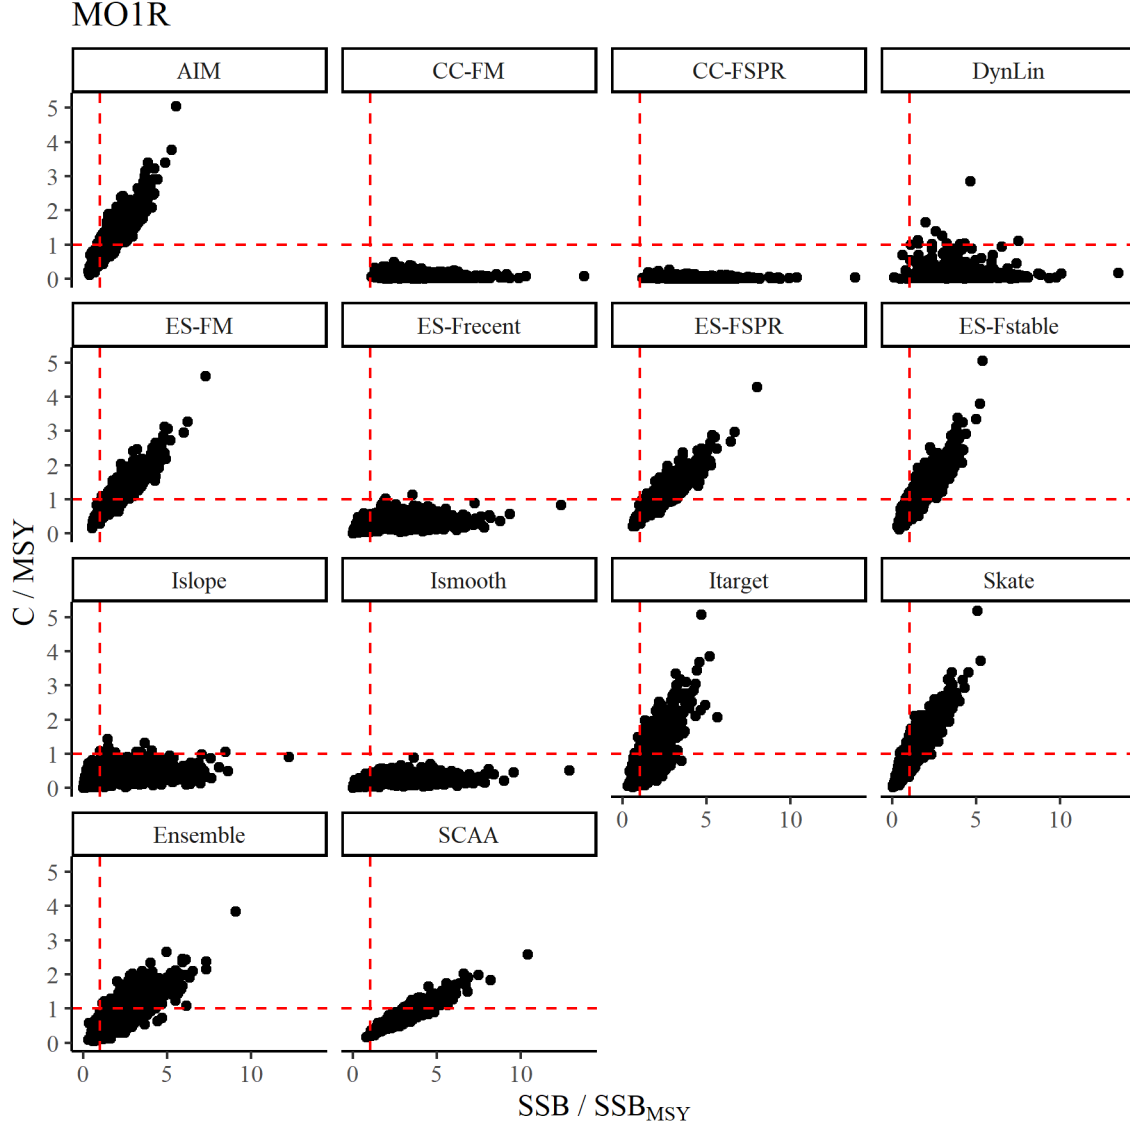 MO1R
AIM CC-FM CC-FSPR DynLin
5
4
3
2
1
0
ES-FM ES-Frecent ES-FSPR ES-Fstable
5
4
3
2
1
0
Islope Ismooth Itarget Skate
5
4
3
2
1
0
0 5 10 0 5 10
Ensemble SCAA
5
4
3
2
1
0
0 5 10 0 5 10
C / MSY
SSB / SSBMSY